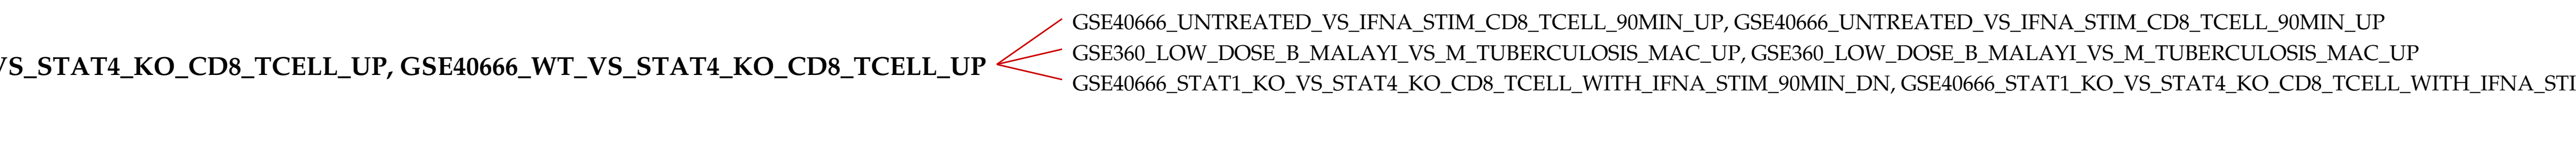 VS_STAT4_KO_CD8_TCELL_UP, GSE40666_WT_VS_STAT4_KO_CD8_TCELL_UP
GSE40666_UNTREATED_VS_IFNA_STIM_CD8_TCELL_90MIN_UP, GSE40666_UNTREATED_VS_IFNA_STIM_CD8_TCELL_90MIN_UP
GSE360_LOW_DOSE_B_MALAYI_VS_M_TUBERCULOSIS_MAC_UP, GSE360_LOW_DOSE_B_MALAYI_VS_M_TUBERCULOSIS_MAC_UP
GSE40666_STAT1_KO_VS_STAT4_KO_CD8_TCELL_WITH_IFNA_STIM_90MIN_DN, GSE40666_STAT1_KO_VS_STAT4_KO_CD8_TCELL_WITH_IFNA_STI